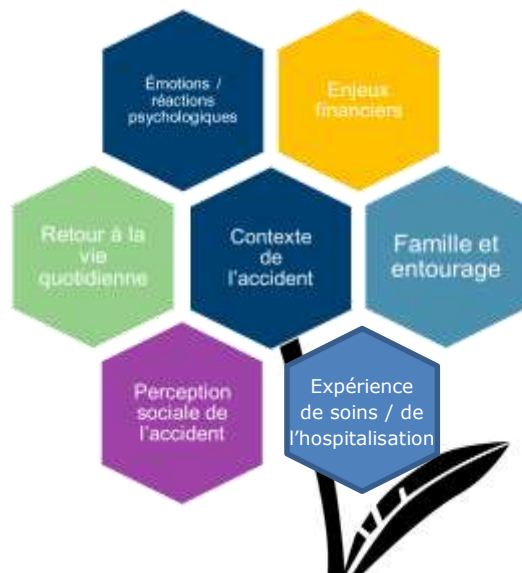 Émotions /
réactions
psychologiques
Enjeux
financiers
Retour à la
vie
quotidienne
Contexte
de
l'accident
Famille et
entourage
Perception
sociale de
l'accident
Expérience
de soins / de
l'hospitalisation